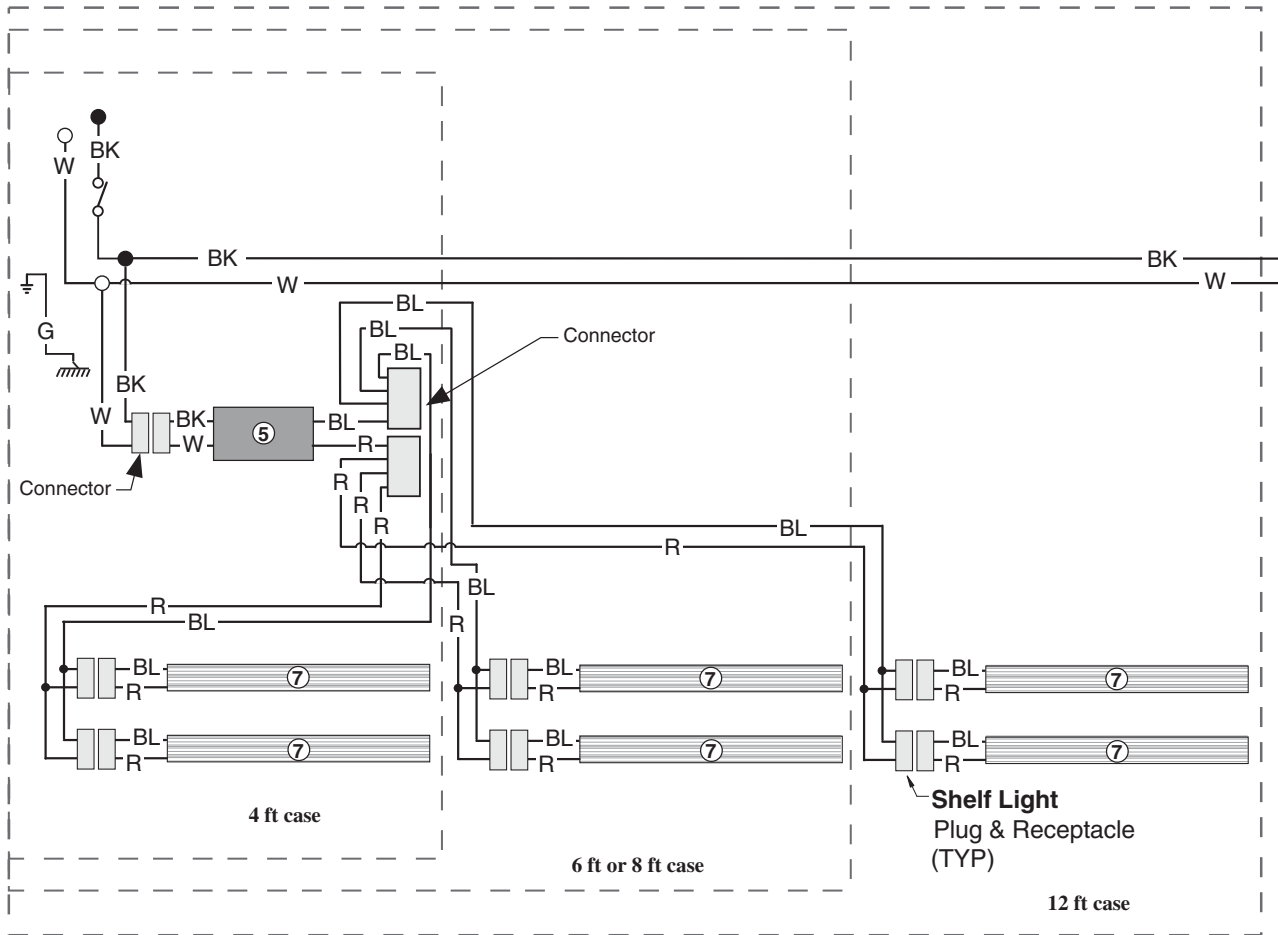 BK
W
BK
BK
W
W
BL
BL
Connector
G
BL
BK
W
BK
BL
5
W
R
Connector
R
R
R
BL
R
BL
R
BL
R
BL
7
BL
7
BL
7
R
R
R
BL
7
BL
7
BL
7
R
R
R
Shelf Light
4 ft case
Plug & Receptacle
(TYP)
6 ft or 8 ft case
12 ft case